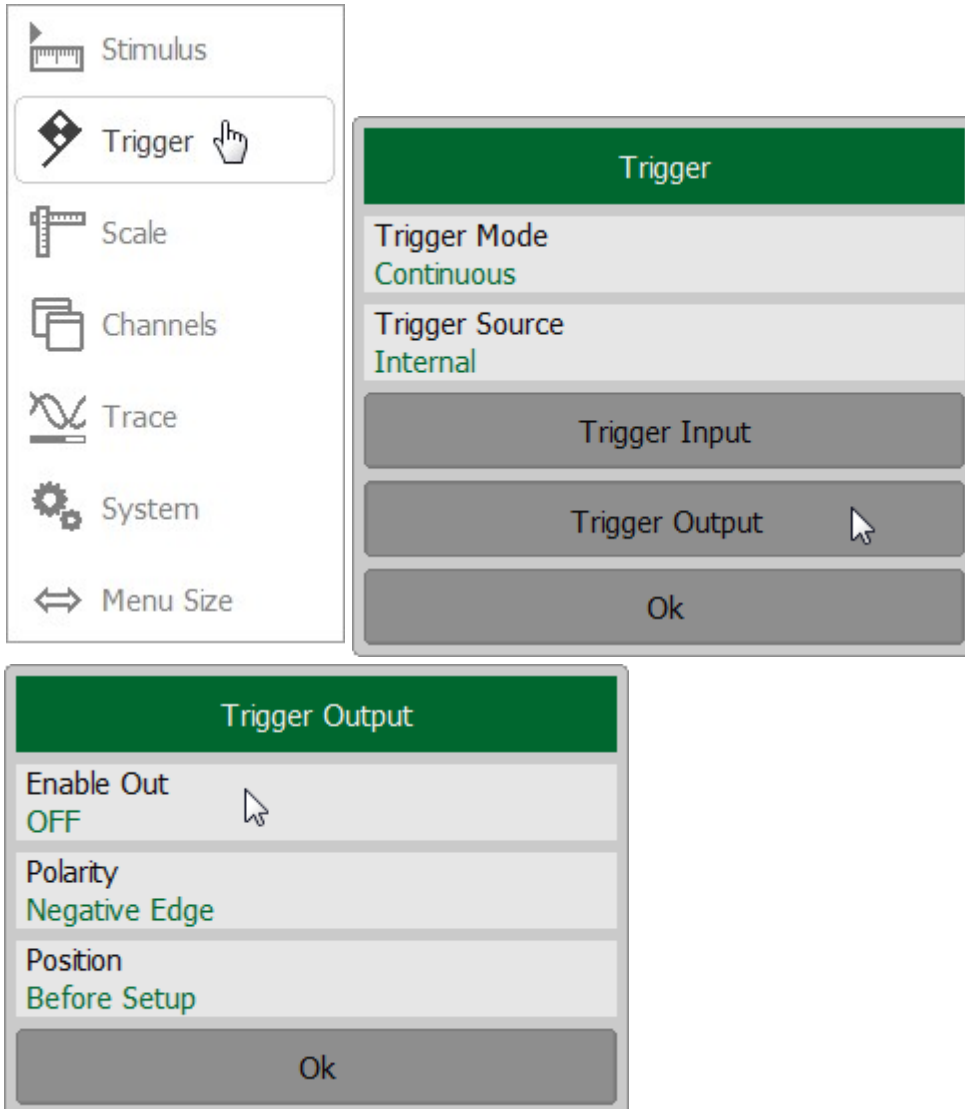 Stimulus
Trigger
Scale
Channels
Trace
System
Menu Size
Trigger
Trigger Mode
Continuous
Trigger Source
Internal
Trigger Input
Trigger Output
Ok
Trigger Output
Enable Out
OFF
Polarity
Negative Edge
Position
Before Setup
Ok